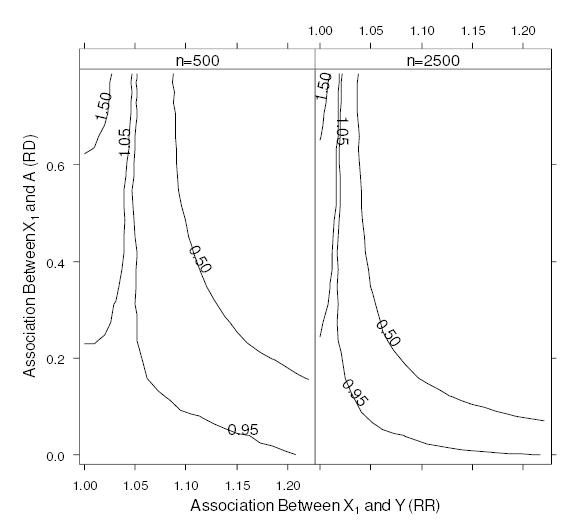 1.00 1.05 1.10 1.15 1.20
n=500 n=2500
1.50 1.05 0.50 0.95
1.50 1.05 0.50 0.95
0.6
0.4
0.2
0.0
Association Between X1 and A (RD)
1.00 1.05 1.10 1.15 1.20
Association Between X1 and Y (RR)